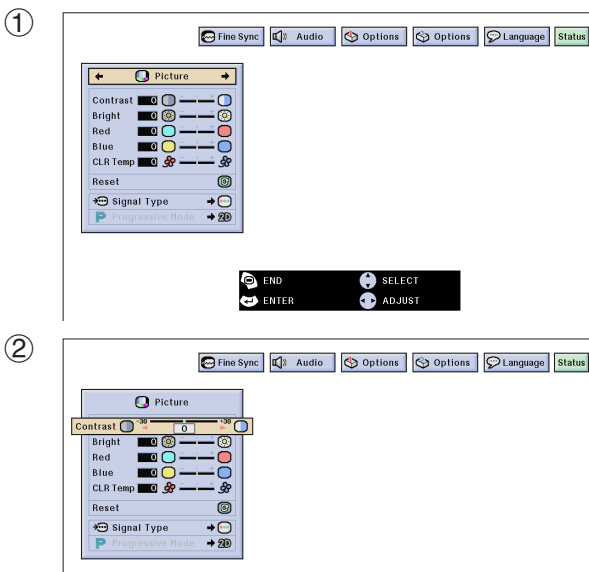 ①
Fine Sync Audio Options Options Language Status
Picture
Contrast 0
Bright 0
Red 0
Blue 0
CLR Temp 0
Reset
Signal Type
P Progressive Mode 2D
END SELECT
ENTER ADJUST
②
Fine Sync Audio Options Options Language Status
Picture
Contrast -30 0 +30
Bright 0
Red 0
Blue 0
CLR Temp 0
Reset
Signal Type
P Progressive Mode 2D